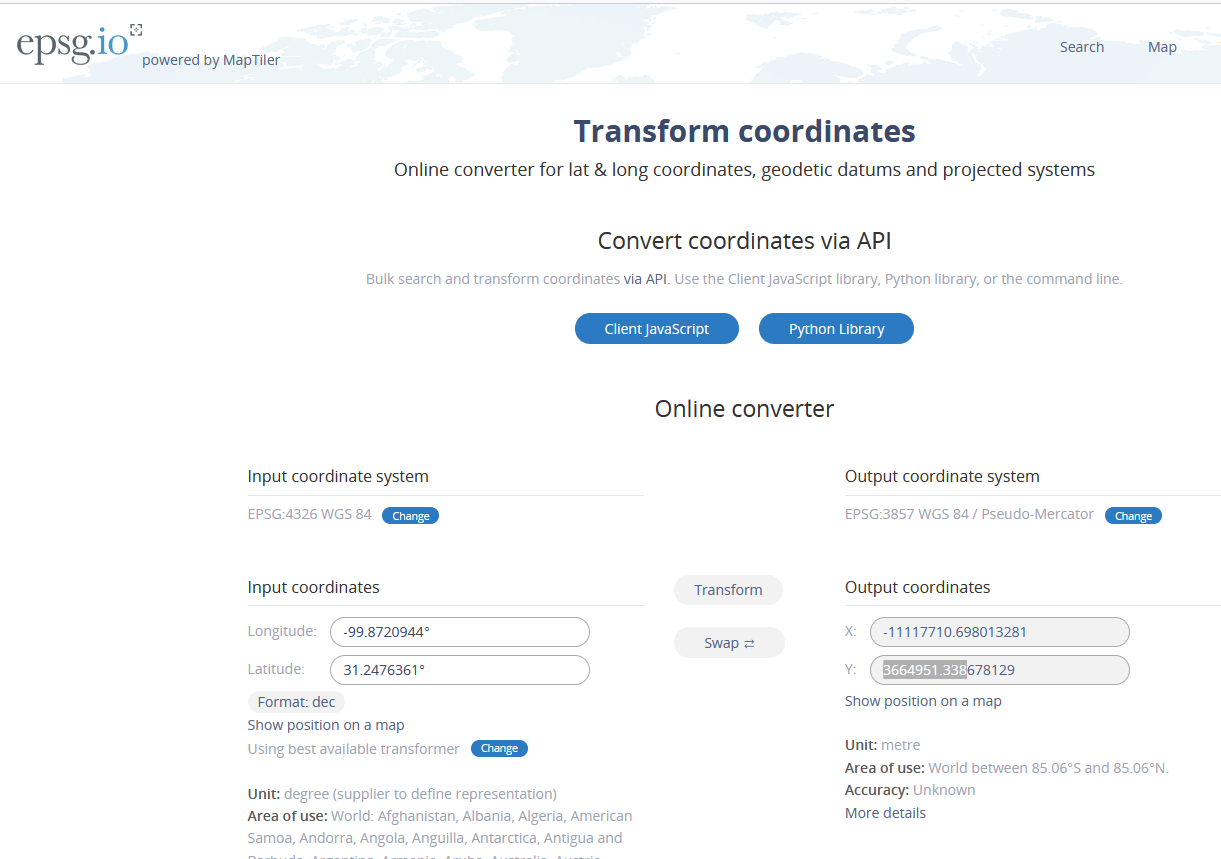 epsg.io powered by MapTiler
Search Map
Transform coordinates
Online converter for lat & long coordinates, geodetic datums and projected systems
Convert coordinates via API
Bulk search and transform coordinates via API. Use the Client JavaScript library, Python library, or the command line.
Client JavaScript Python Library
Online converter
Input coordinate system
EPSG:4326 WGS 84 Change
Output coordinate system
EPSG:3857 WGS 84 / Pseudo-Mercator Change
Input coordinates
Longitude: -99.8720944°
Latitude: 31.2476361°
Format: dec
Show position on a map
Using best available transformer Change
Unit: degree (supplier to define representation)
Area of use: World: Afghanistan, Albania, Algeria, American
Samoa, Andorra, Angola, Anguilla, Antarctica, Antigua and
Barbuda, Argentina, Armenia, Aruba, Australia, Austria,
Transform
Swap ⇄
Output coordinates
X: -11117710.698013281
Y: 3664951.338678129
Show position on a map
Unit: metre
Area of use: World between 85.06°S and 85.06°N.
Accuracy: Unknown
More details